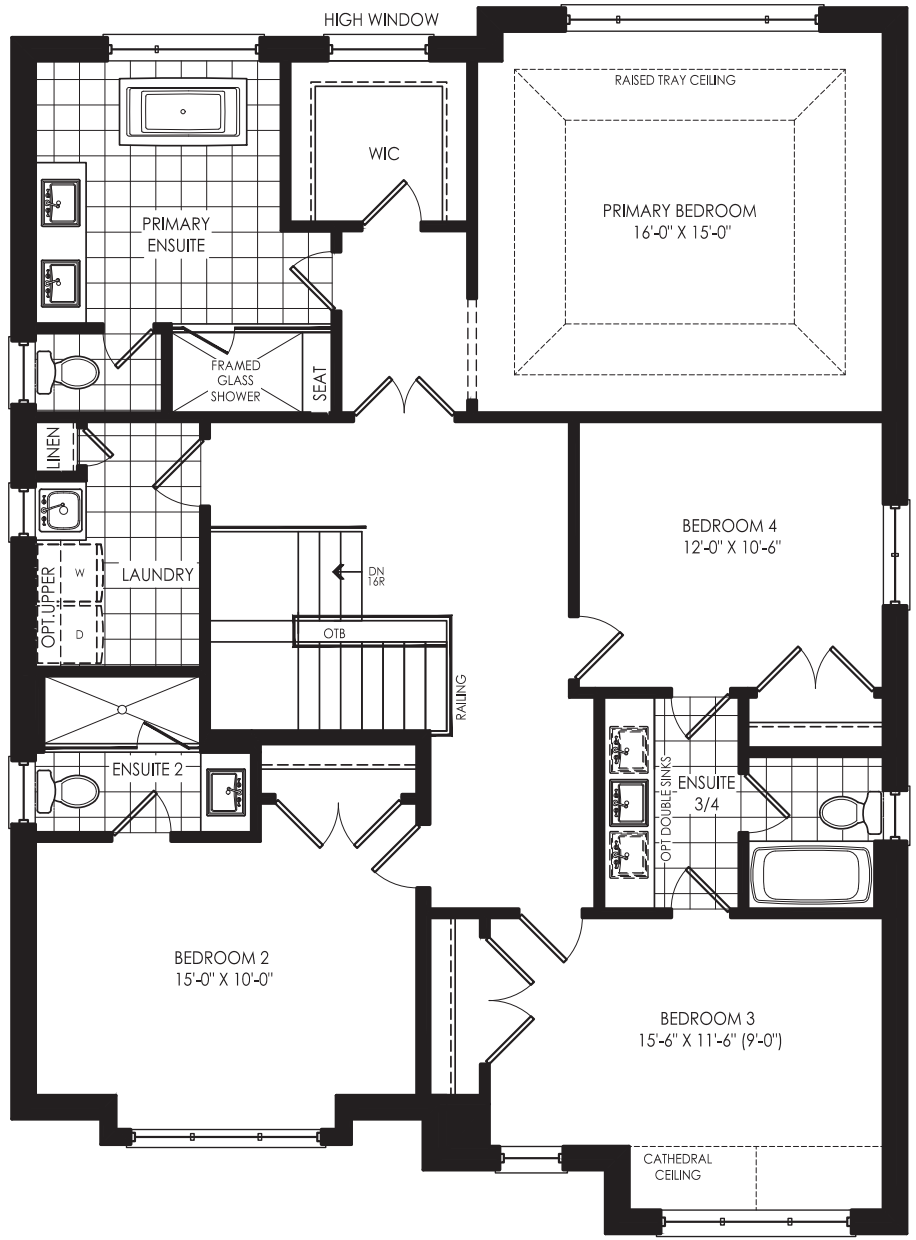 HIGH WINDOW
RAISED TRAY CEILING
WIC
PRIMARY
ENSUITE
PRIMARY BEDROOM
16'-0" X 15'-0"
FRAMED
GLASS
SHOWER
SEAT
LINEN
BEDROOM 4
12'-0" X 10'-6"
OPT.UPPER
W
D
LAUNDRY
DN
16R
OTB
RAILING
ENSUITE 2
OPT DOUBLE SINKS
ENSUITE
3/4
BEDROOM 2
15'-0" X 10'-0"
BEDROOM 3
15'-6" X 11'-6" (9'-0")
CATHEDRAL
CEILING